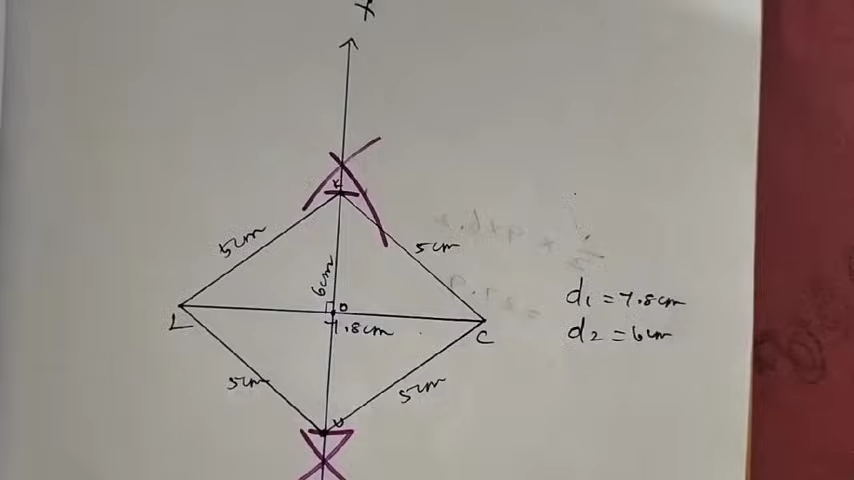 x
K
5cm
5cm
6cm
O
L
7.8cm
C
d1 = 7.8cm
d2 = 6cm
5cm
5cm
U